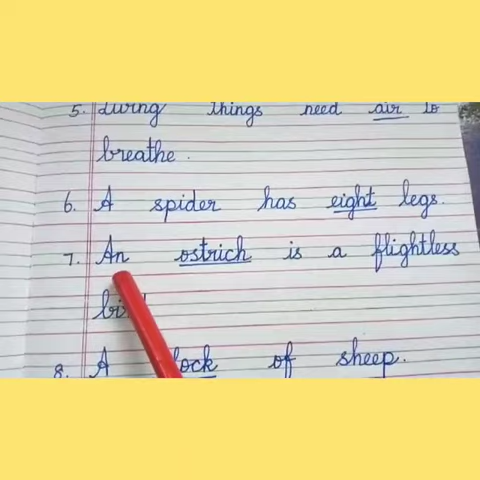 5. Living things need air to
breathe.
6. A spider has eight legs.
7. An ostrich is a flightless
8. A of sheep.